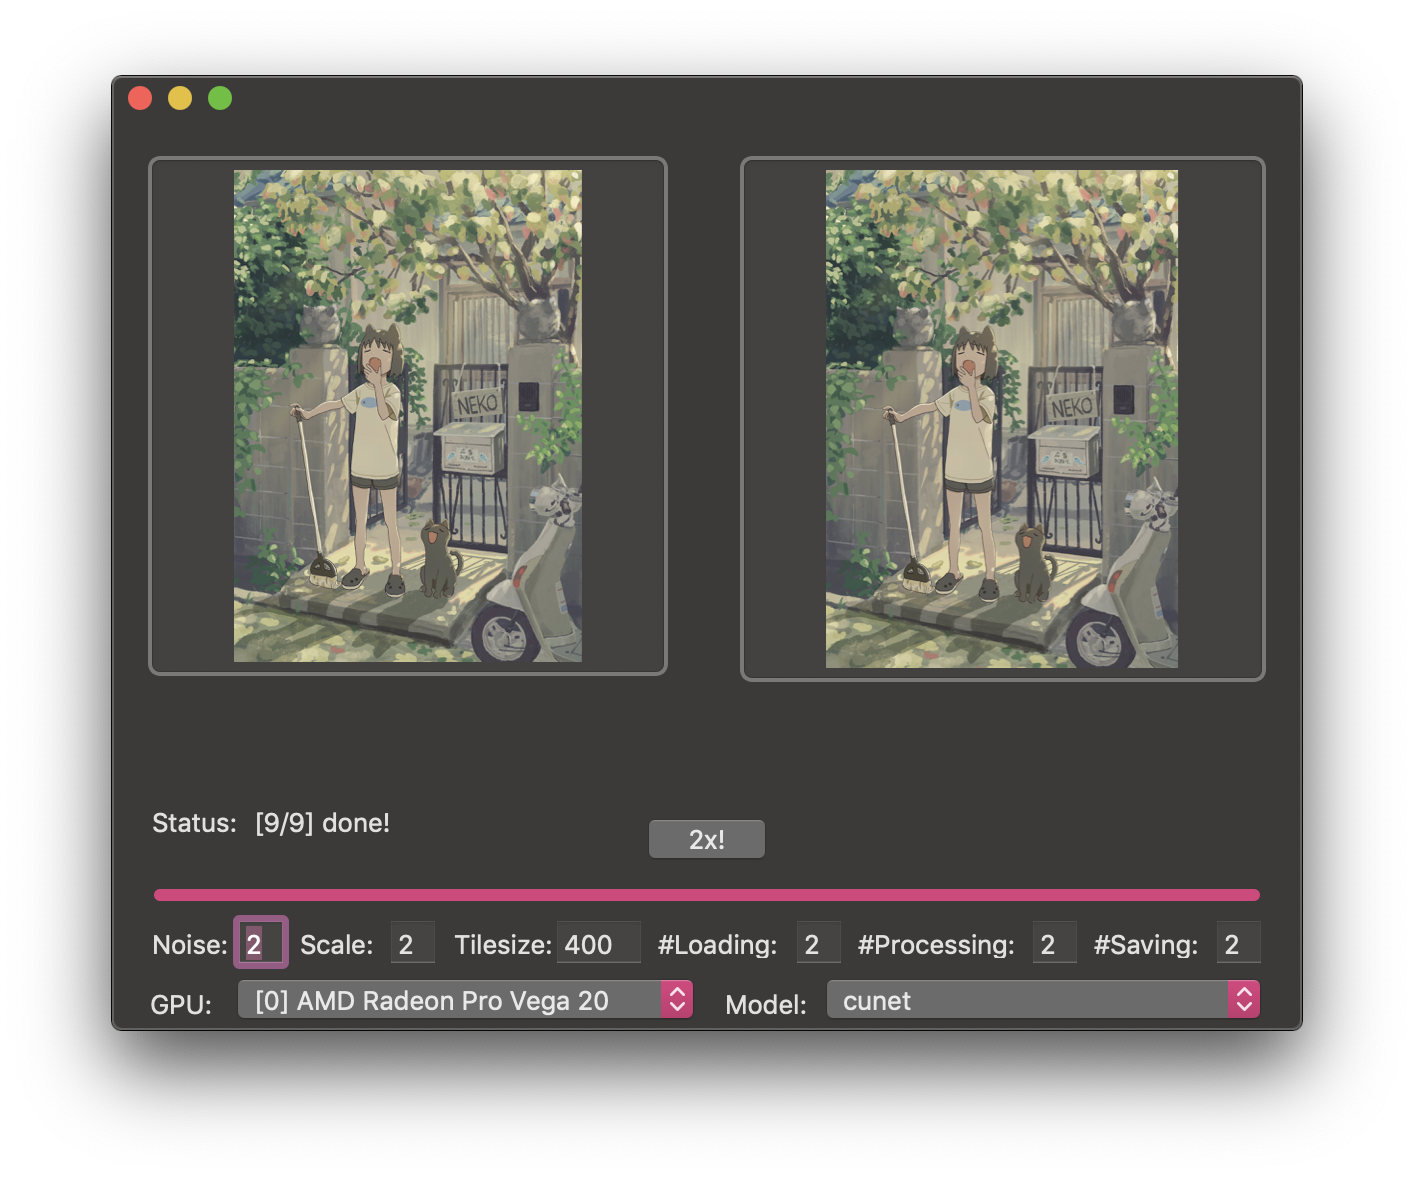 NEKO
NEKO
Status: [9/9] done!
2x!
Noise: 2 Scale: 2 Tilesize: 400 #Loading: 2 #Processing: 2 #Saving: 2
GPU: [0] AMD Radeon Pro Vega 20 Model: cunet